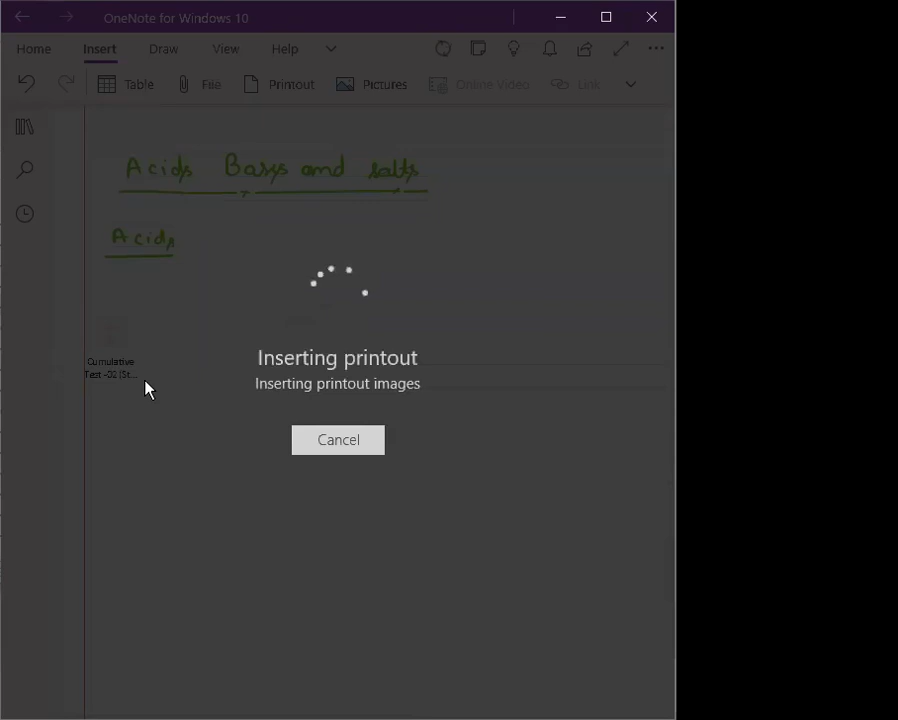 OneNote for Windows 10
Home Insert Draw View Help
Table File Printout Pictures Online Video Link
Acids Bases and salts
Acids
Inserting printout
Cumulative
Test -02 (St...
Inserting printout images
Cancel